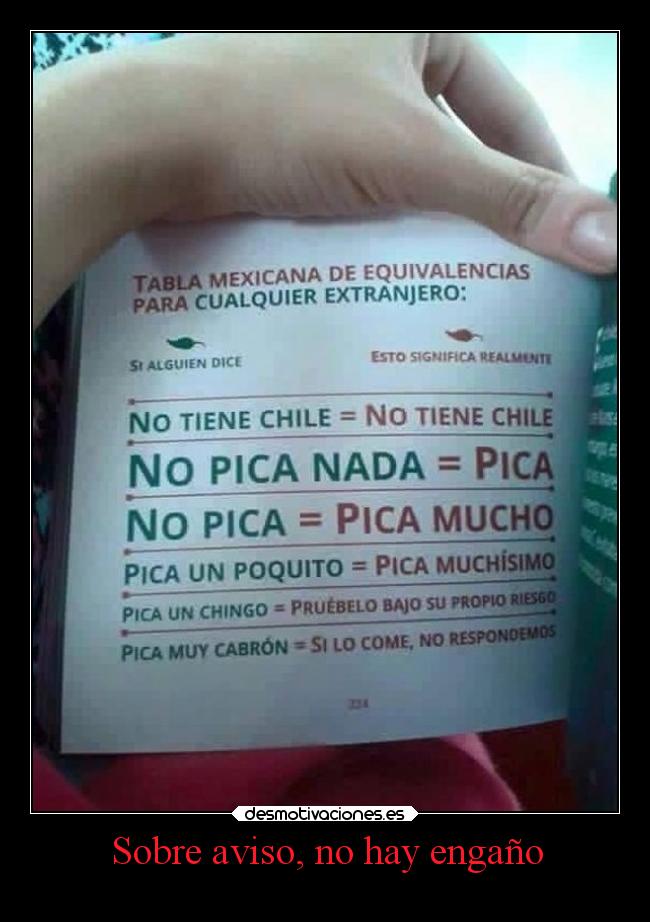 TABLA MEXICANA DE EQUIVALENCIAS
PARA CUALQUIER EXTRANJERO:
SI ALGUIEN DICE
ESTO SIGNIFICA REALMENTE
NO TIENE CHILE = NO TIENE CHILE
NO PICA NADA = PICA
NO PICA = PICA MUCHO
PICA UN POQUITO = PICA MUCHÍSIMO
PICA UN CHINGO = PRUÉBELO BAJO SU PROPIO RIESGO
PICA MUY CABRÓN = SI LO COME, NO RESPONDEMOS
desmotivaciones.es
Sobre aviso, no hay engaño